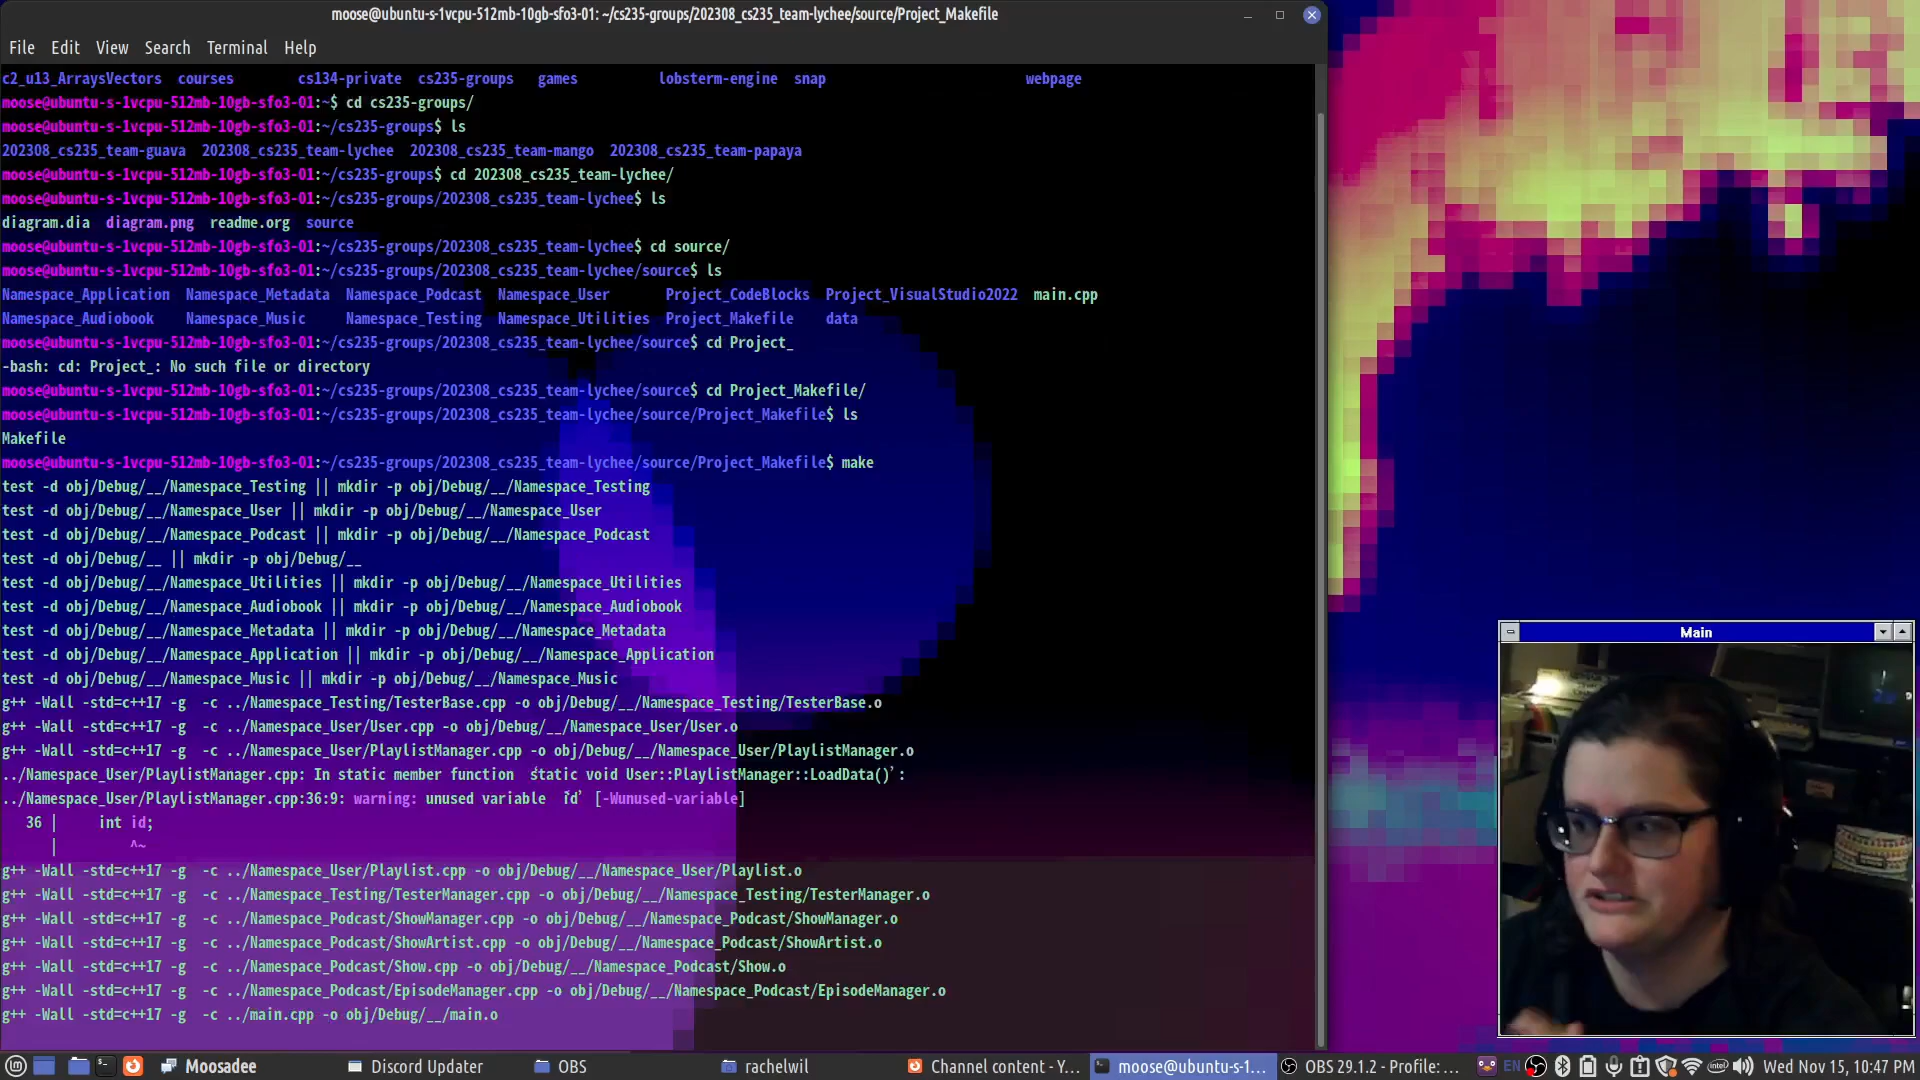 moose@ubuntu-s-1vcpu-512mb-10gb-sfo3-01: ~/cs235-groups/202308_cs235_team-lychee/source/Project_Makefile
File Edit View Search Terminal Help
c2_u13_ArraysVectors courses cs134-private cs235-groups games lobsterm-engine snap webpage
moose@ubuntu-s-1vcpu-512mb-10gb-sfo3-01:~$ cd cs235-groups/
moose@ubuntu-s-1vcpu-512mb-10gb-sfo3-01:~/cs235-groups$ ls
202308_cs235_team-guava 202308_cs235_team-lychee 202308_cs235_team-mango 202308_cs235_team-papaya
moose@ubuntu-s-1vcpu-512mb-10gb-sfo3-01:~/cs235-groups$ cd 202308_cs235_team-lychee/
moose@ubuntu-s-1vcpu-512mb-10gb-sfo3-01:~/cs235-groups/202308_cs235_team-lychee$ ls
diagram.dia diagram.png readme.org source
moose@ubuntu-s-1vcpu-512mb-10gb-sfo3-01:~/cs235-groups/202308_cs235_team-lychee$ cd source/
moose@ubuntu-s-1vcpu-512mb-10gb-sfo3-01:~/cs235-groups/202308_cs235_team-lychee/source$ ls
Namespace_Application Namespace_Metadata Namespace_Podcast Namespace_User Project_CodeBlocks Project_VisualStudio2022 main.cpp
Namespace_Audiobook Namespace_Music Namespace_Testing Namespace_Utilities Project_Makefile data
moose@ubuntu-s-1vcpu-512mb-10gb-sfo3-01:~/cs235-groups/202308_cs235_team-lychee/source$ cd Project_
-bash: cd: Project_: No such file or directory
moose@ubuntu-s-1vcpu-512mb-10gb-sfo3-01:~/cs235-groups/202308_cs235_team-lychee/source$ cd Project_Makefile/
moose@ubuntu-s-1vcpu-512mb-10gb-sfo3-01:~/cs235-groups/202308_cs235_team-lychee/source/Project_Makefile$ ls
Makefile
moose@ubuntu-s-1vcpu-512mb-10gb-sfo3-01:~/cs235-groups/202308_cs235_team-lychee/source/Project_Makefile$ make
test -d obj/Debug/__/Namespace_Testing || mkdir -p obj/Debug/__/Namespace_Testing
test -d obj/Debug/__/Namespace_User || mkdir -p obj/Debug/__/Namespace_User
test -d obj/Debug/__/Namespace_Podcast || mkdir -p obj/Debug/__/Namespace_Podcast
test -d obj/Debug/__ || mkdir -p obj/Debug/__
test -d obj/Debug/__/Namespace_Utilities || mkdir -p obj/Debug/__/Namespace_Utilities
test -d obj/Debug/__/Namespace_Audiobook || mkdir -p obj/Debug/__/Namespace_Audiobook
test -d obj/Debug/__/Namespace_Metadata || mkdir -p obj/Debug/__/Namespace_Metadata
test -d obj/Debug/__/Namespace_Application || mkdir -p obj/Debug/__/Namespace_Application
test -d obj/Debug/__/Namespace_Music || mkdir -p obj/Debug/__/Namespace_Music
g++ -Wall -std=c++17 -g  -c ../Namespace_Testing/TesterBase.cpp -o obj/Debug/__/Namespace_Testing/TesterBase.o
g++ -Wall -std=c++17 -g  -c ../Namespace_User/User.cpp -o obj/Debug/__/Namespace_User/User.o
g++ -Wall -std=c++17 -g  -c ../Namespace_User/PlaylistManager.cpp -o obj/Debug/__/Namespace_User/PlaylistManager.o
../Namespace_User/PlaylistManager.cpp: In static member function ‘static void User::PlaylistManager::LoadData()’:
../Namespace_User/PlaylistManager.cpp:36:9: warning: unused variable ‘id’ [-Wunused-variable]
36 |     int id;
|         ^~
g++ -Wall -std=c++17 -g  -c ../Namespace_User/Playlist.cpp -o obj/Debug/__/Namespace_User/Playlist.o
g++ -Wall -std=c++17 -g  -c ../Namespace_Testing/TesterManager.cpp -o obj/Debug/__/Namespace_Testing/TesterManager.o
g++ -Wall -std=c++17 -g  -c ../Namespace_Podcast/ShowManager.cpp -o obj/Debug/__/Namespace_Podcast/ShowManager.o
g++ -Wall -std=c++17 -g  -c ../Namespace_Podcast/ShowArtist.cpp -o obj/Debug/__/Namespace_Podcast/ShowArtist.o
g++ -Wall -std=c++17 -g  -c ../Namespace_Podcast/Show.cpp -o obj/Debug/__/Namespace_Podcast/Show.o
g++ -Wall -std=c++17 -g  -c ../Namespace_Podcast/EpisodeManager.cpp -o obj/Debug/__/Namespace_Podcast/EpisodeManager.o
g++ -Wall -std=c++17 -g  -c ../main.cpp -o obj/Debug/__/main.o
Main
Moosadee Discord Updater OBS rachelwil Channel content - Y... moose@ubuntu-s-1... OBS 29.1.2 - Profile: ... EN Wed Nov 15, 10:47 PM